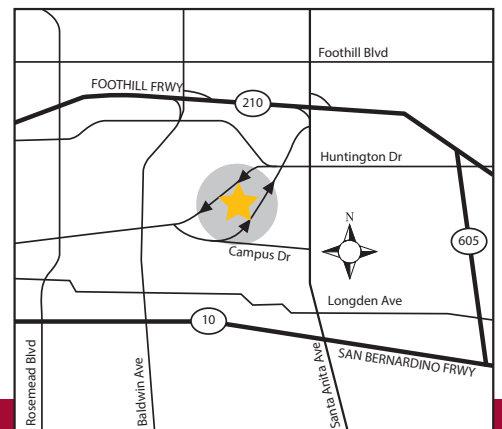 Foothill Blvd
FOOTHILL FRWY
210
Huntington Dr
N
605
Campus Dr
Longden Ave
10
SAN BERNARDINO FRWY
Rosemead Blvd
Baldwin Ave
Santa Anita Ave